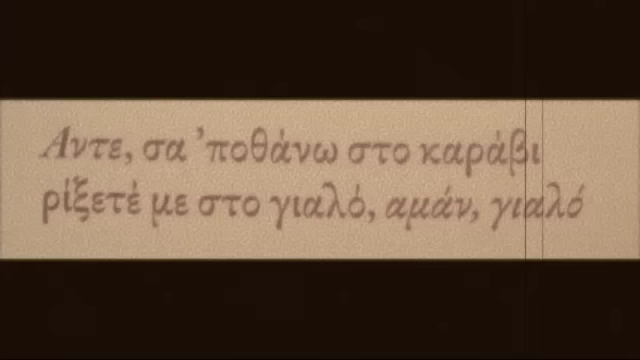 Αντε, σα ’ποθάνω στο καράβι
ρίξετέ με στο γιαλό, αμάν, γιαλό